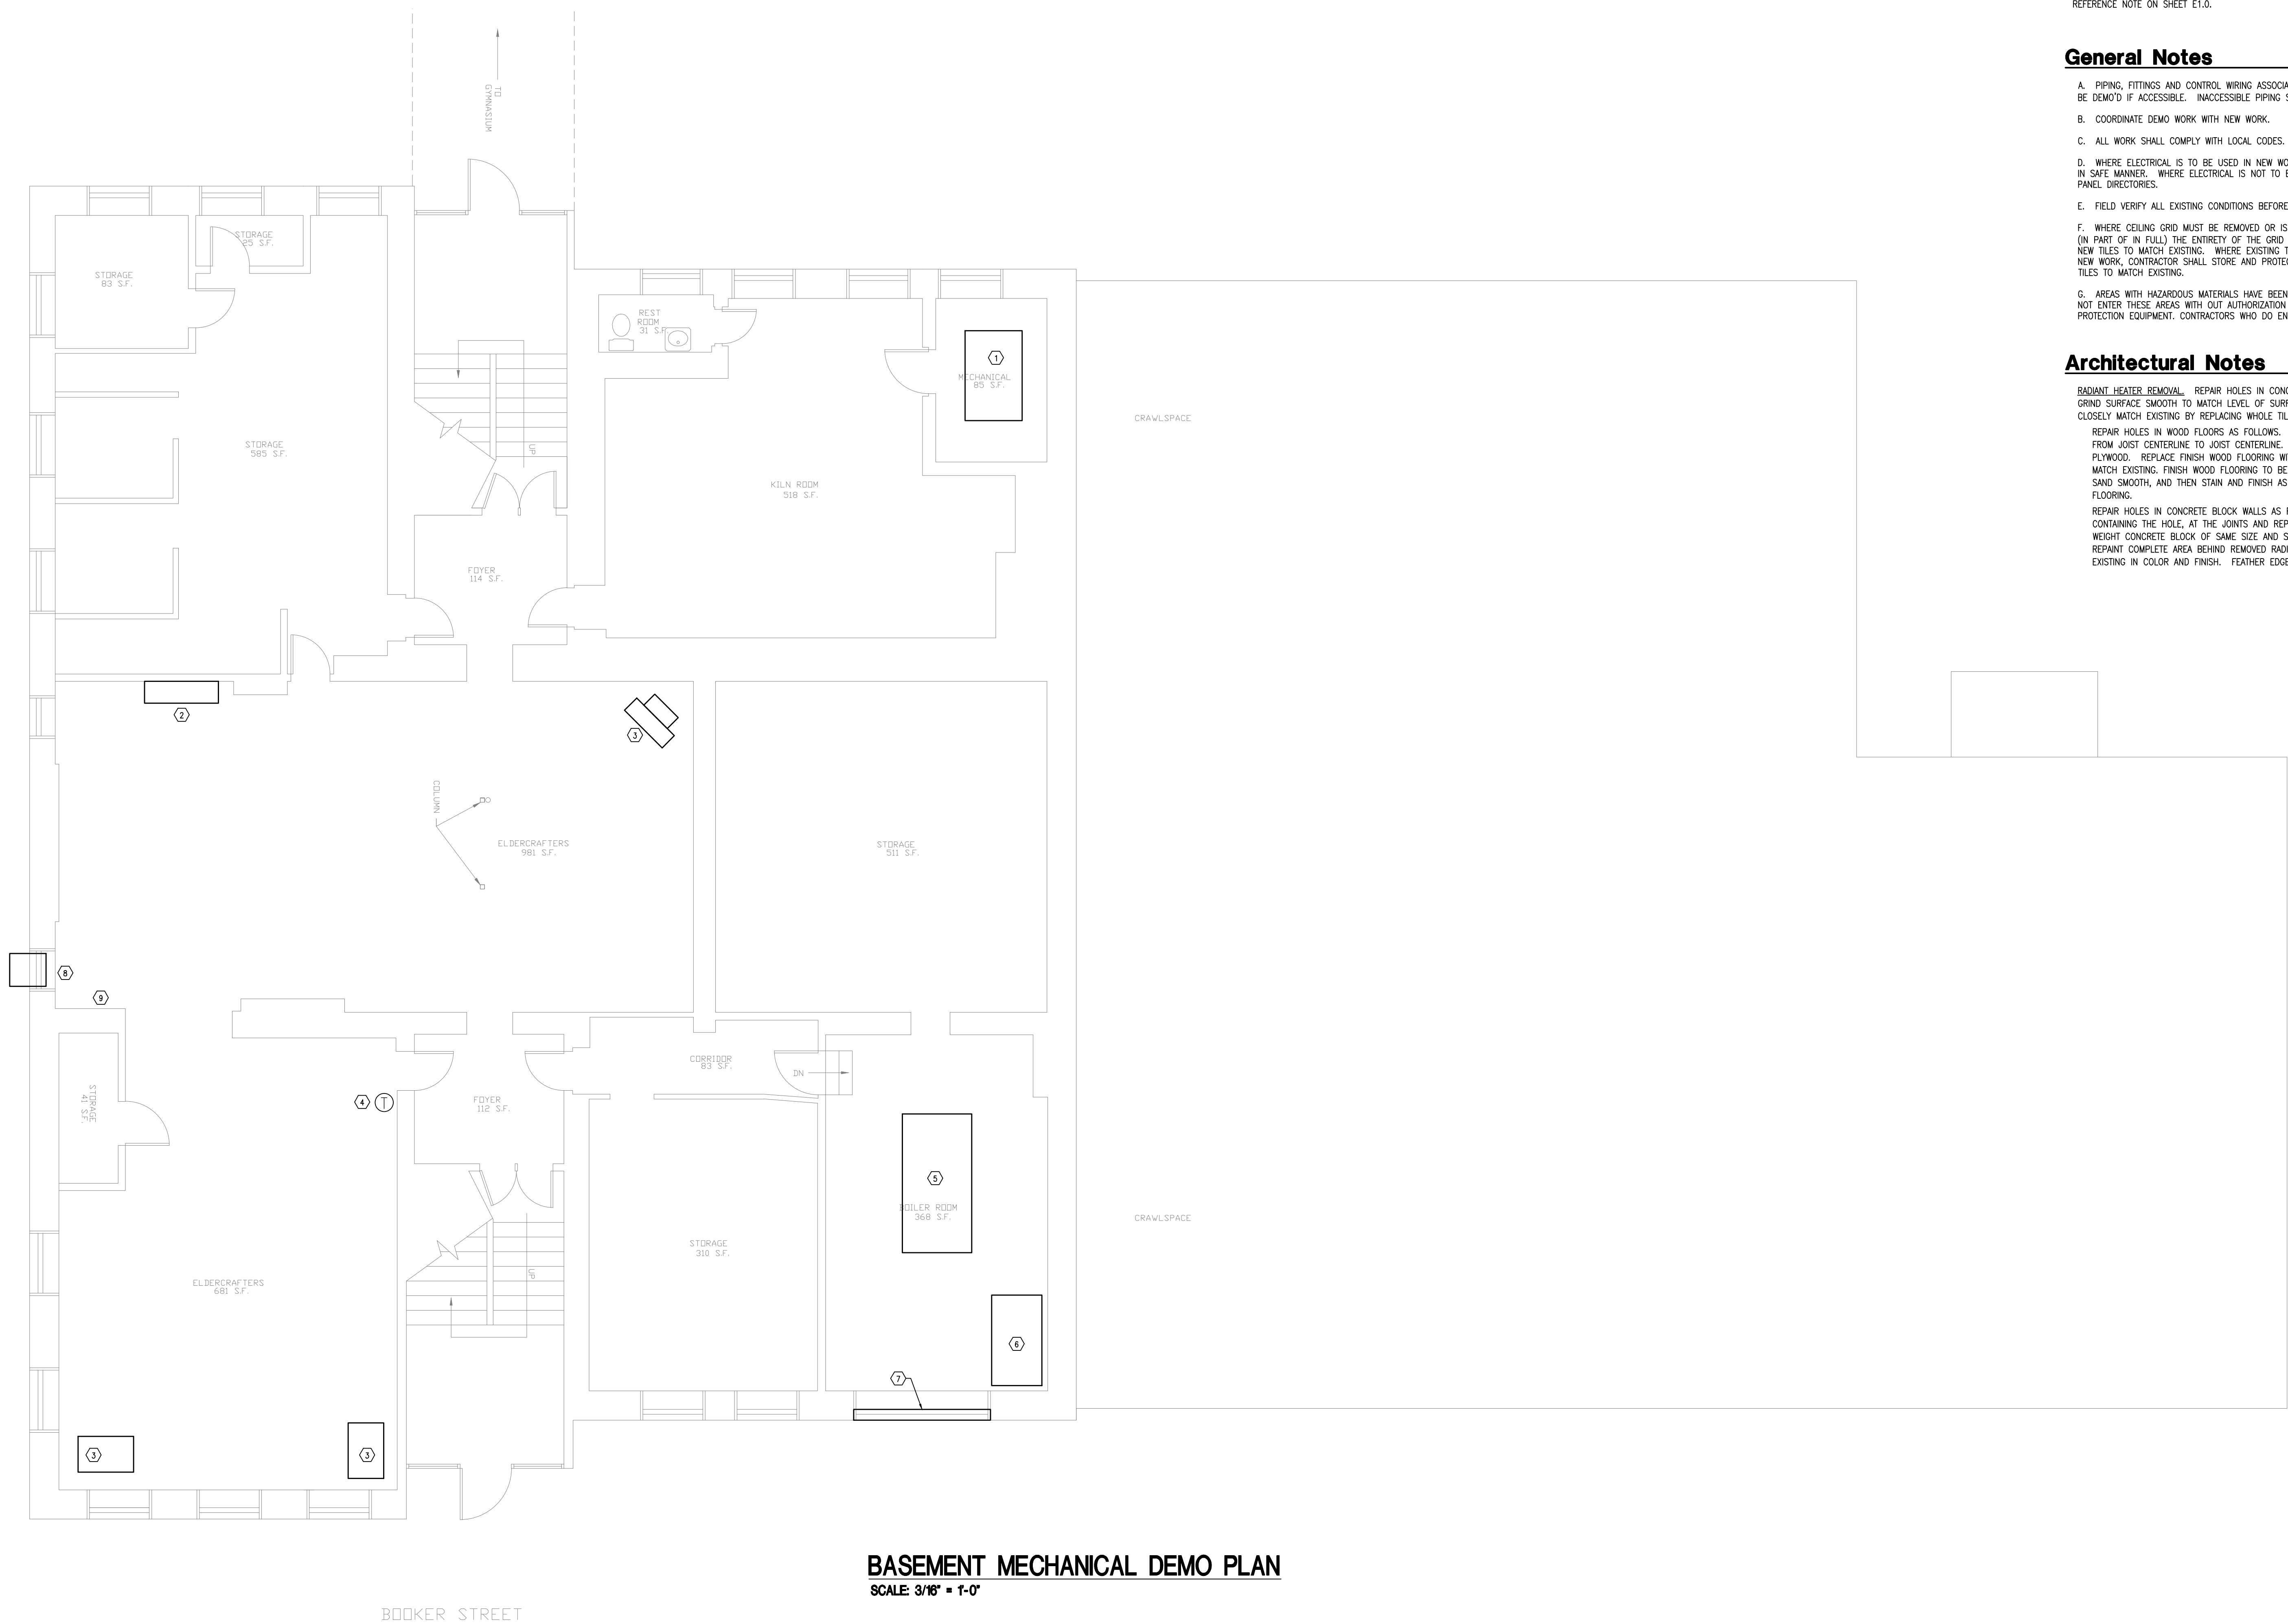 REFERENCE NOTE ON SHEET E1.0.
General Notes
A. PIPING, FITTINGS AND CONTROL WIRING
BE DEMO'D IF ACCESSIBLE. INACCESSIBLE PIPING
B. COORDINATE DEMO WORK WITH NEW WORK.
C. ALL WORK SHALL COMPLY WITH LOCAL CODES.
D. WHERE ELECTRICAL IS TO BE USED IN NEW
IN SAFE MANNER. WHERE ELECTRICAL IS NOT TO
PANEL DIRECTORIES.
E. FIELD VERIFY ALL EXISTING CONDITIONS BEFORE
F. WHERE CEILING GRID MUST BE REMOVED OR IS
(IN PART OF IN FULL) THE ENTIRETY OF THE GRID
NEW TILES TO MATCH EXISTING. WHERE EXISTING
NEW WORK, CONTRACTOR SHALL STORE AND
TILES TO MATCH EXISTING.
G. AREAS WITH HAZARDOUS MATERIALS HAVE BEEN
NOT ENTER THESE AREAS WITH OUT AUTHORIZATION
PROTECTION EQUIPMENT. CONTRACTORS WHO DO
Architectural Notes
RADIANT HEATER REMOVAL. REPAIR HOLES IN
GRIND SURFACE SMOOTH TO MATCH LEVEL OF
CLOSELY MATCH EXISTING BY REPLACING WHOLE
REPAIR HOLES IN WOOD FLOORS AS FOLLOWS.
FROM JOIST CENTERLINE TO JOIST CENTERLINE.
PLYWOOD. REPLACE FINISH WOOD FLOORING
MATCH EXISTING. FINISH WOOD FLOORING TO BE
SAND SMOOTH, AND THEN STAIN AND FINISH AS
FLOORING.
REPAIR HOLES IN CONCRETE BLOCK WALLS AS
CONTAINING THE HOLE, AT THE JOINTS AND
WEIGHT CONCRETE BLOCK OF SAME SIZE AND
REPAINT COMPLETE AREA BEHIND REMOVED
EXISTING IN COLOR AND FINISH. FEATHER
TO
GYMNASIUM
STORAGE
25 S.F.
STORAGE
83 S.F.
REST
ROOM
31 S.F.
1
MECHANICAL
85 S.F.
CRAWLSPACE
STORAGE
585 S.F.
UP
KILN ROOM
518 S.F.
FOYER
114 S.F.
2
3
COLUMN
ELDERCRAFTERS
981 S.F.
STORAGE
511 S.F.
8
9
CORRIDOR
83 S.F.
DN
STORAGE
41 S.F.
4
T
FOYER
112 S.F.
5
BOILER ROOM
368 S.F.
CRAWLSPACE
STORAGE
310 S.F.
UP
ELDERCRAFTERS
681 S.F.
6
7
3
3
BASEMENT MECHANICAL DEMO PLAN
SCALE: 3/16" = 1'-0"
BOOKER STREET